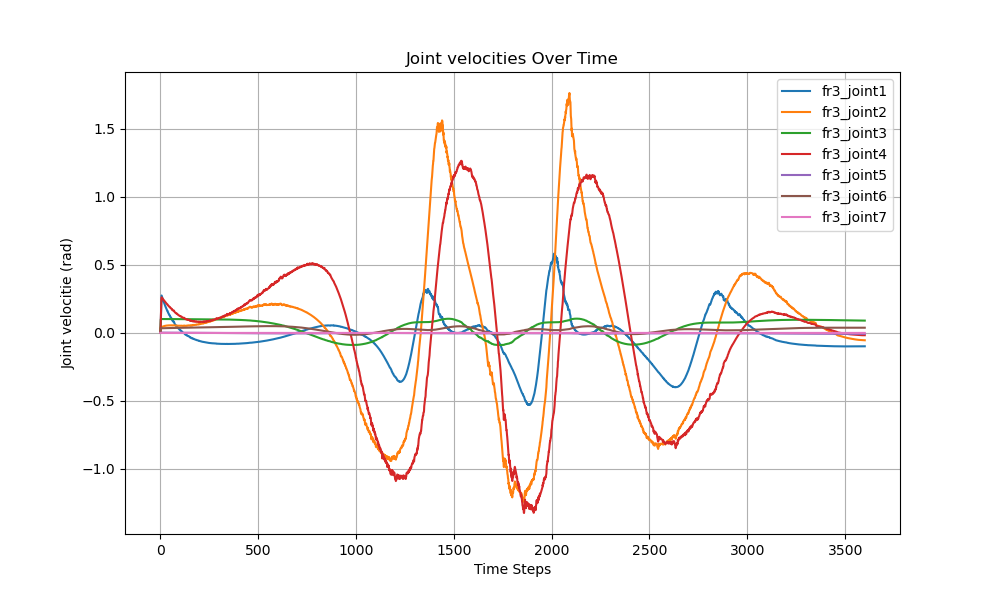 Joint velocities Over Time
fr3_joint1
fr3_joint2
fr3_joint3
fr3_joint4
fr3_joint5
fr3_joint6
fr3_joint7
Joint velocitie (rad)
1.5
1.0
0.5
0.0
−0.5
−1.0
0 500 1000 1500 2000 2500 3000 3500
Time Steps